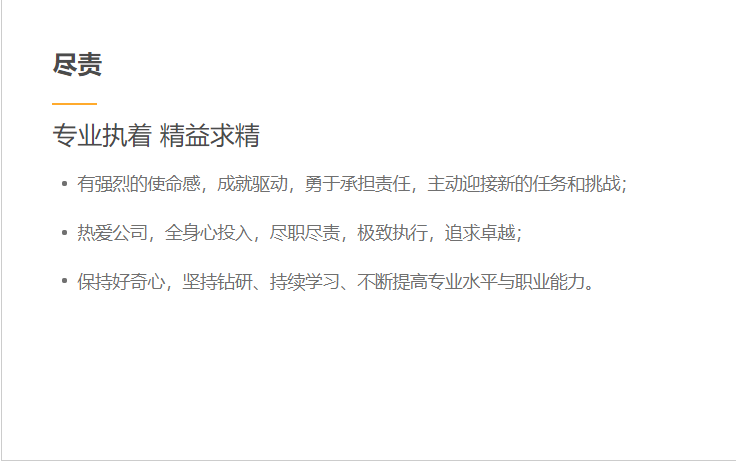 尽责
专业执着 精益求精
有强烈的使命感，成就驱动，勇于承担责任，主动迎接新的任务和挑战；
热爱公司，全身心投入，尽职尽责，极致执行，追求卓越；
保持好奇心，坚持钻研、持续学习、不断提高专业水平与职业能力。